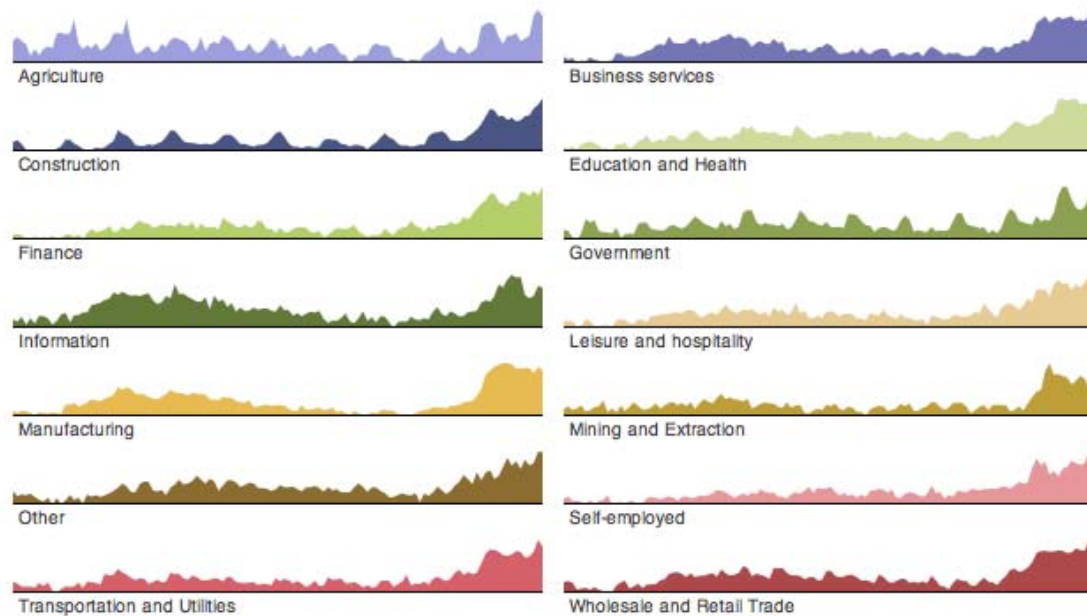 Agriculture
Business services
Construction
Education and Health
Finance
Government
Information
Leisure and hospitality
Manufacturing
Mining and Extraction
Other
Self-employed
Transportation and Utilities
Wholesale and Retail Trade